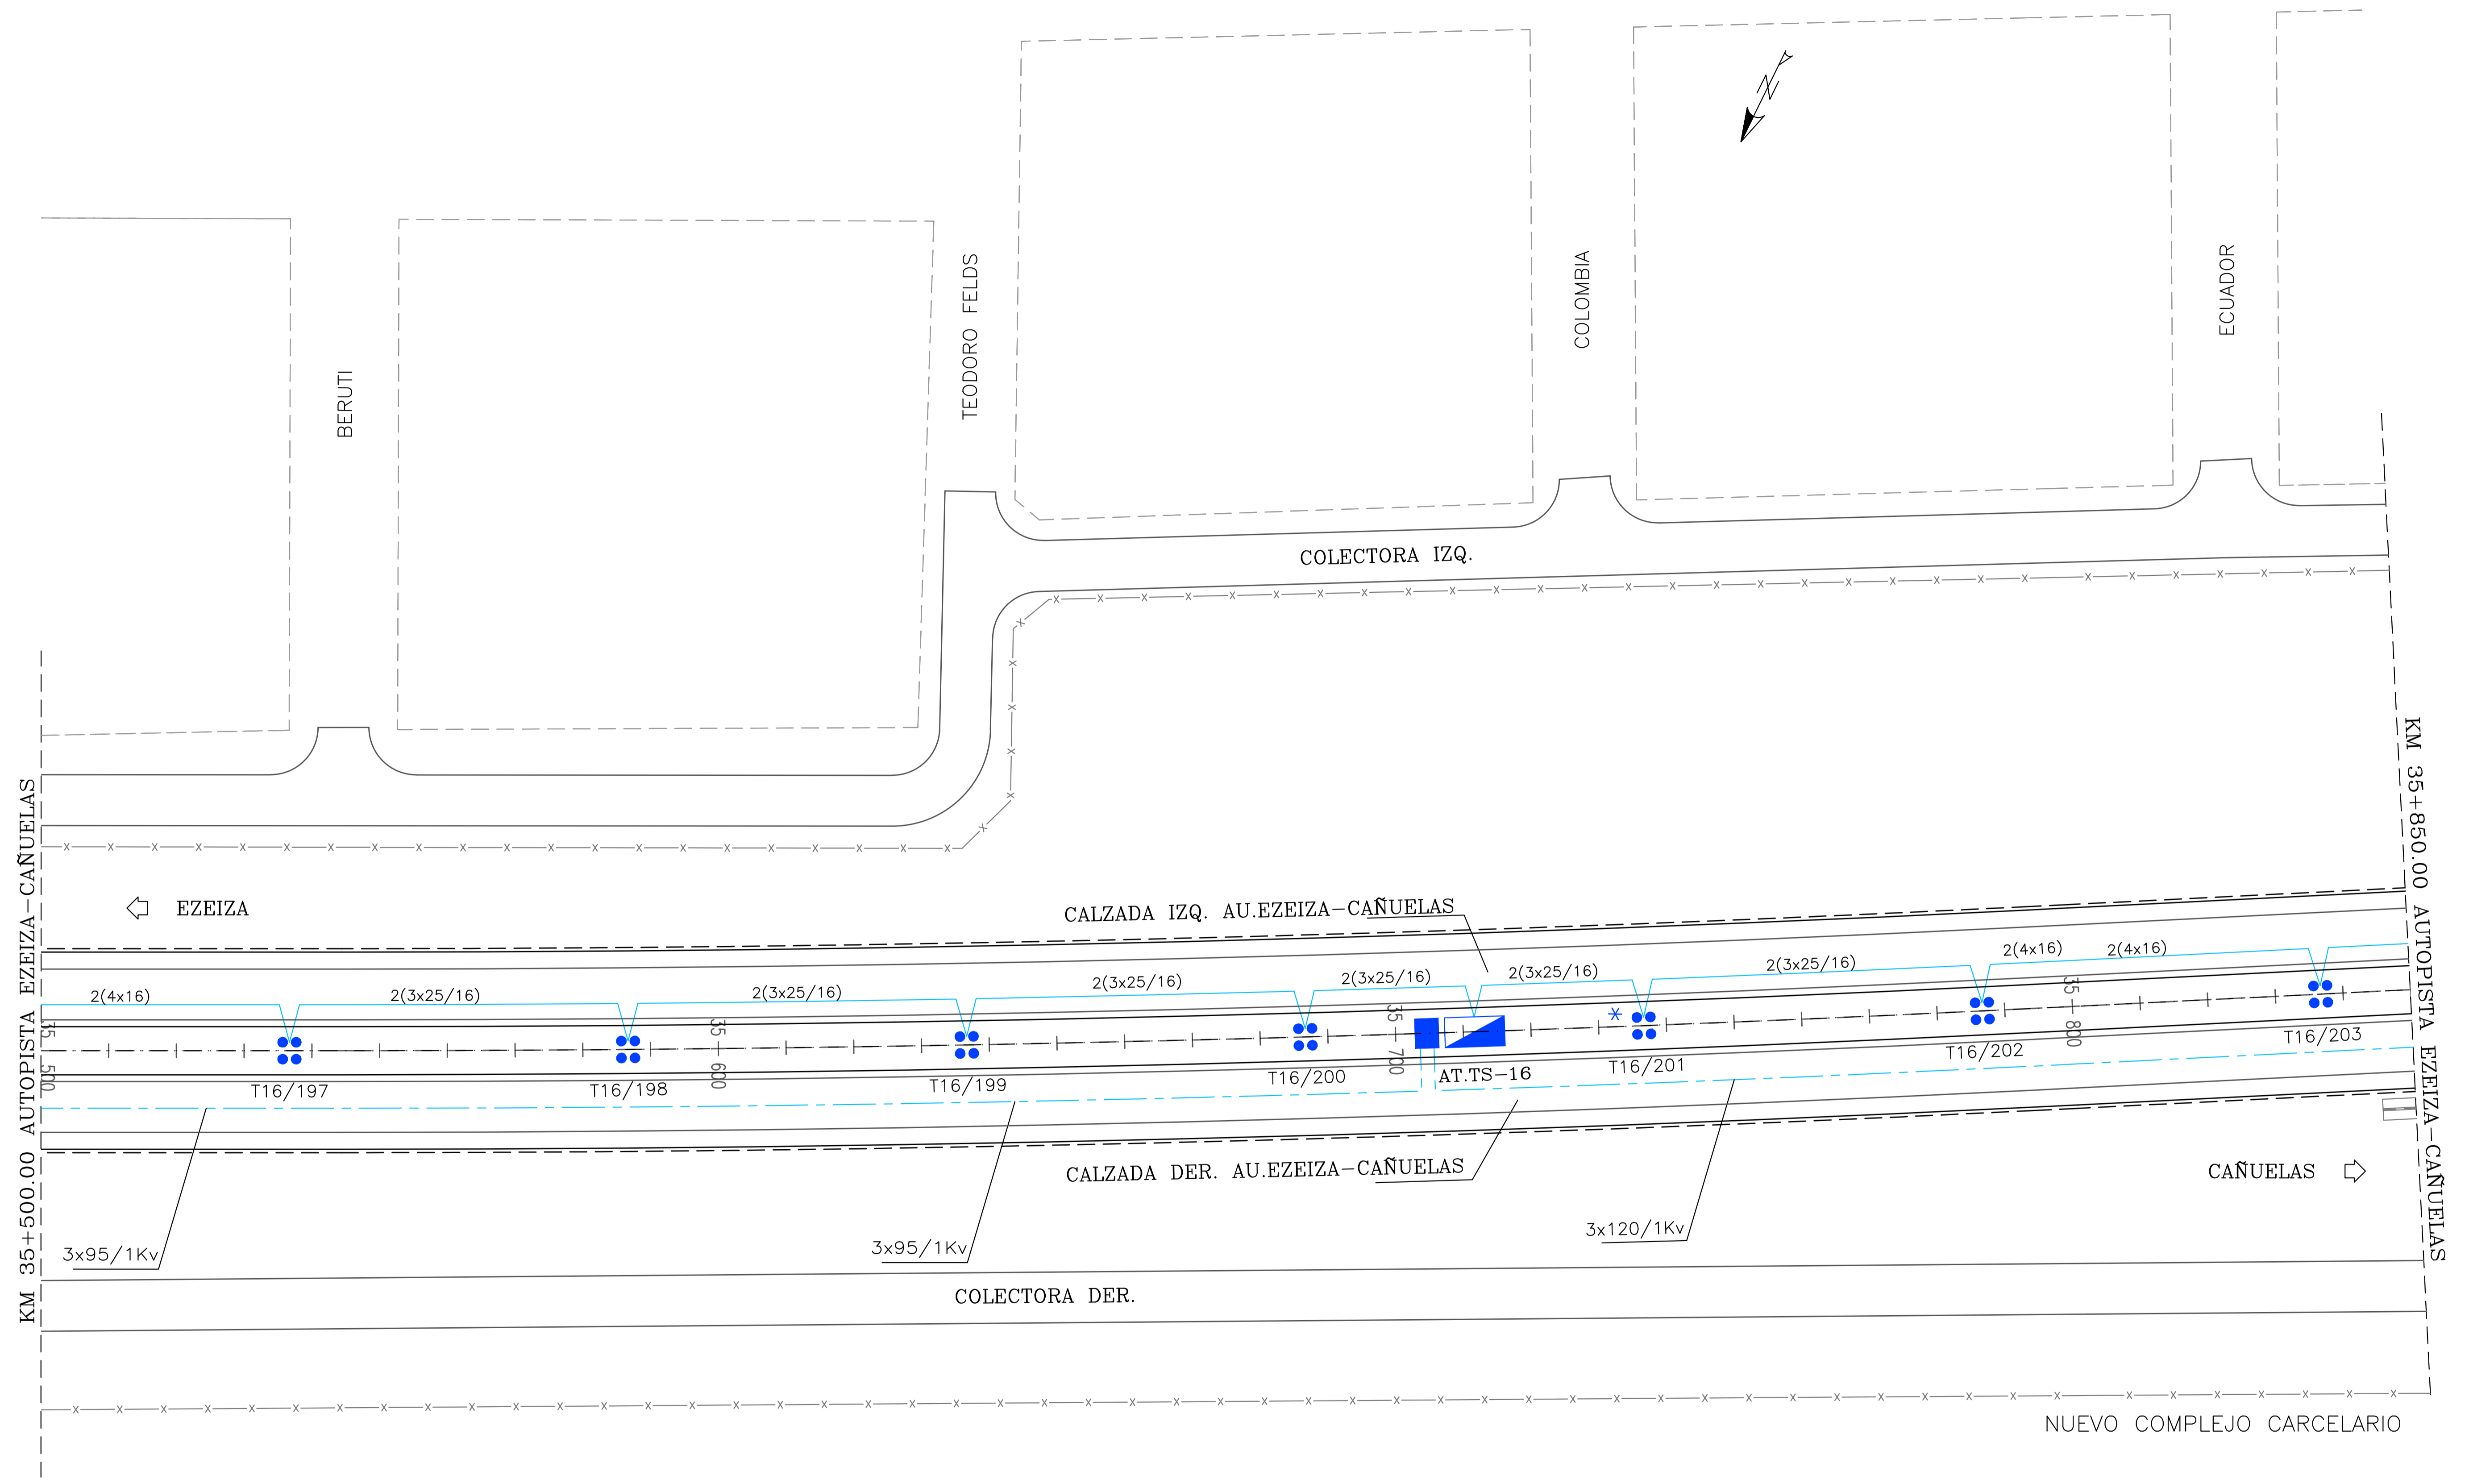 N
BERUTI
TEODORO FELDS
COLOMBIA
ECUADOR
COLECTORA IZQ.
KM 35+500.00 AUTOPISTA EZEIZA-CAÑUELAS
KM 35+850.00 AUTOPISTA EZEIZA-CAÑUELAS
EZEIZA
CALZADA IZQ. AU.EZEIZA-CAÑUELAS
2(4x16)
2(3x25/16)
2(3x25/16)
2(3x25/16)
2(3x25/16)
2(3x25/16)
2(3x25/16)
2(4x16)
2(4x16)
35
500
35
600
35
700
35
800
*
T16/197
T16/198
T16/199
T16/200
AT.TS-16
T16/201
T16/202
T16/203
CALZADA DER. AU.EZEIZA-CAÑUELAS
CAÑUELAS
3x95/1Kv
3x95/1Kv
3x120/1Kv
COLECTORA DER.
NUEVO COMPLEJO CARCELARIO